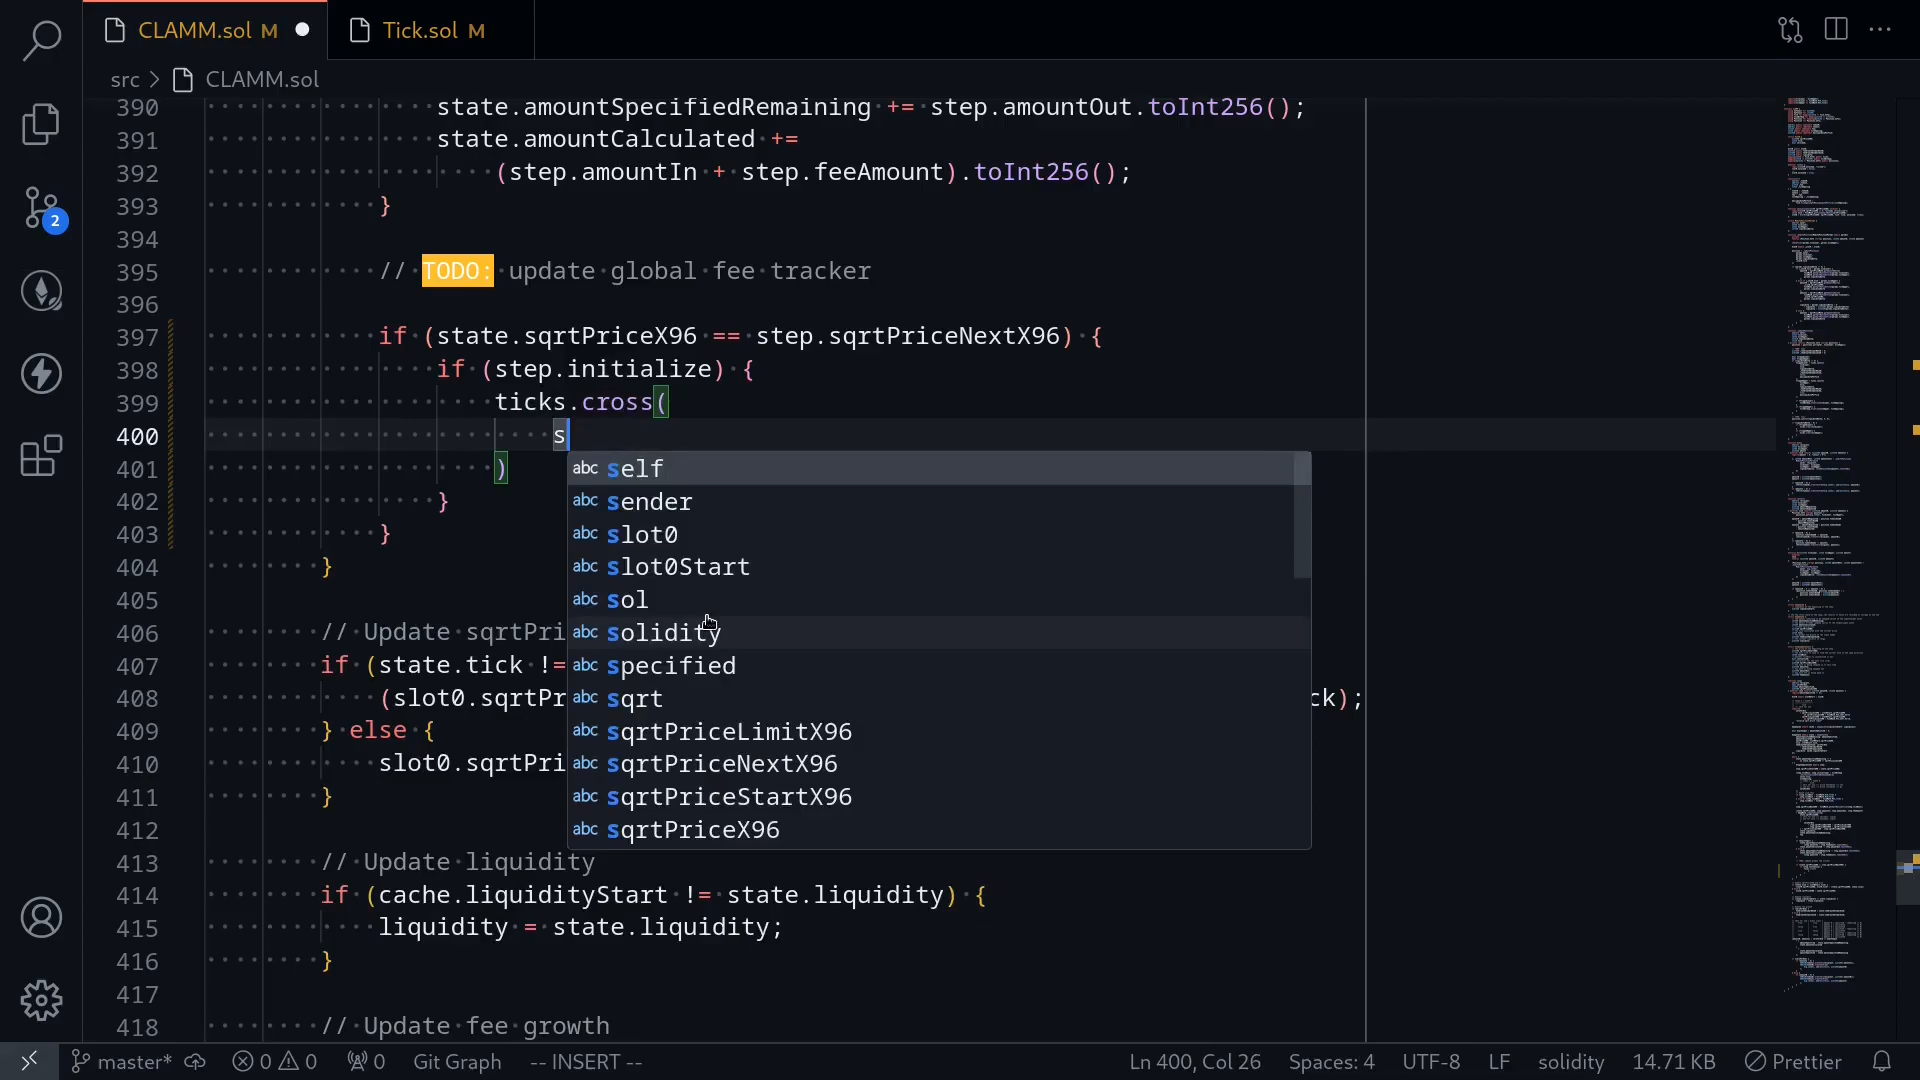 CLAMM.sol M
Tick.sol M
src > CLAMM.sol
390 state.amountSpecifiedRemaining += step.amountOut.toInt256();
391 state.amountCalculated +=
392 (step.amountIn + step.feeAmount).toInt256();
393 }
394
395 // TODO: update global fee tracker
396
397 if (state.sqrtPriceX96 == step.sqrtPriceNextX96) {
398 if (step.initialize) {
399 ticks.cross(
400 s
401 )
402 }
403 }
404 }
405
406 // Update sqrtPri
407 if (state.tick !=
408 (slot0.sqrtPr ck);
409 } else {
410 slot0.sqrtPri
411 }
412
413 // Update liquidity
414 if (cache.liquidityStart != state.liquidity) {
415 liquidity = state.liquidity;
416 }
417
418 // Update fee growth
abc self
abc sender
abc slot0
abc slot0Start
abc sol
abc solidity
abc specified
abc sqrt
abc sqrtPriceLimitX96
abc sqrtPriceNextX96
abc sqrtPriceStartX96
abc sqrtPriceX96
2
master* 0 0 0 Git Graph -- INSERT -- Ln 400, Col 26 Spaces: 4 UTF-8 LF solidity 14.71 KB Prettier